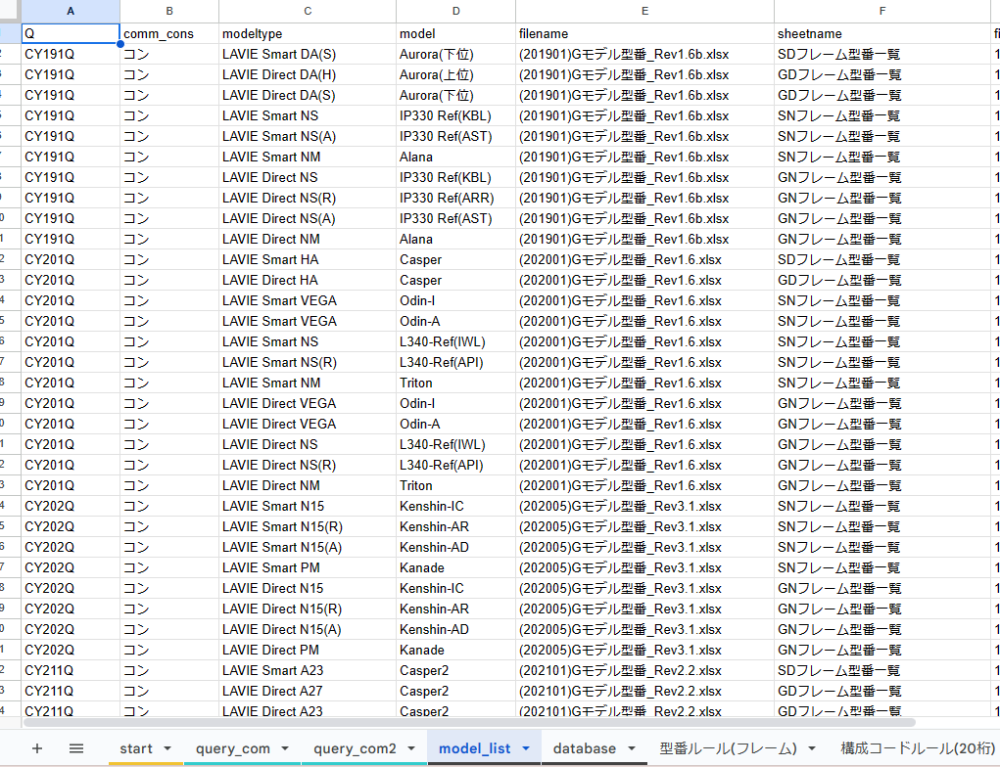 A B C D E F
Q comm_cons modeltype model filename sheetname
CY191Q コン LAVIE Smart DA(S) Aurora(下位) (201901)Gモデル型番_Rev1.6b.xlsx SDフレーム型番一覧
CY191Q コン LAVIE Direct DA(H) Aurora(上位) (201901)Gモデル型番_Rev1.6b.xlsx GDフレーム型番一覧
CY191Q コン LAVIE Direct DA(S) Aurora(下位) (201901)Gモデル型番_Rev1.6b.xlsx GDフレーム型番一覧
CY191Q コン LAVIE Smart NS IP330 Ref(KBL) (201901)Gモデル型番_Rev1.6b.xlsx SNフレーム型番一覧
CY191Q コン LAVIE Smart NS(A) IP330 Ref(AST) (201901)Gモデル型番_Rev1.6b.xlsx SNフレーム型番一覧
CY191Q コン LAVIE Smart NM Alana (201901)Gモデル型番_Rev1.6b.xlsx SNフレーム型番一覧
CY191Q コン LAVIE Direct NS IP330 Ref(KBL) (201901)Gモデル型番_Rev1.6b.xlsx GNフレーム型番一覧
CY191Q コン LAVIE Direct NS(R) IP330 Ref(ARR) (201901)Gモデル型番_Rev1.6b.xlsx GNフレーム型番一覧
CY191Q コン LAVIE Direct NS(A) IP330 Ref(AST) (201901)Gモデル型番_Rev1.6b.xlsx GNフレーム型番一覧
CY191Q コン LAVIE Direct NM Alana (201901)Gモデル型番_Rev1.6b.xlsx GNフレーム型番一覧
CY201Q コン LAVIE Smart HA Casper (202001)Gモデル型番_Rev1.6.xlsx SDフレーム型番一覧
CY201Q コン LAVIE Direct HA Casper (202001)Gモデル型番_Rev1.6.xlsx GDフレーム型番一覧
CY201Q コン LAVIE Smart VEGA Odin-I (202001)Gモデル型番_Rev1.6.xlsx SNフレーム型番一覧
CY201Q コン LAVIE Smart VEGA Odin-A (202001)Gモデル型番_Rev1.6.xlsx SNフレーム型番一覧
CY201Q コン LAVIE Smart NS L340-Ref(IWL) (202001)Gモデル型番_Rev1.6.xlsx SNフレーム型番一覧
CY201Q コン LAVIE Smart NS(R) L340-Ref(API) (202001)Gモデル型番_Rev1.6.xlsx SNフレーム型番一覧
CY201Q コン LAVIE Smart NM Triton (202001)Gモデル型番_Rev1.6.xlsx SNフレーム型番一覧
CY201Q コン LAVIE Direct VEGA Odin-I (202001)Gモデル型番_Rev1.6.xlsx GNフレーム型番一覧
CY201Q コン LAVIE Direct VEGA Odin-A (202001)Gモデル型番_Rev1.6.xlsx GNフレーム型番一覧
CY201Q コン LAVIE Direct NS L340-Ref(IWL) (202001)Gモデル型番_Rev1.6.xlsx GNフレーム型番一覧
CY201Q コン LAVIE Direct NS(R) L340-Ref(API) (202001)Gモデル型番_Rev1.6.xlsx GNフレーム型番一覧
CY201Q コン LAVIE Direct NM Triton (202001)Gモデル型番_Rev1.6.xlsx GNフレーム型番一覧
CY202Q コン LAVIE Smart N15 Kenshin-IC (202005)Gモデル型番_Rev3.1.xlsx SNフレーム型番一覧
CY202Q コン LAVIE Smart N15(R) Kenshin-AR (202005)Gモデル型番_Rev3.1.xlsx SNフレーム型番一覧
CY202Q コン LAVIE Smart N15(A) Kenshin-AD (202005)Gモデル型番_Rev3.1.xlsx SNフレーム型番一覧
CY202Q コン LAVIE Smart PM Kanade (202005)Gモデル型番_Rev3.1.xlsx SNフレーム型番一覧
CY202Q コン LAVIE Direct N15 Kenshin-IC (202005)Gモデル型番_Rev3.1.xlsx GNフレーム型番一覧
CY202Q コン LAVIE Direct N15(R) Kenshin-AR (202005)Gモデル型番_Rev3.1.xlsx GNフレーム型番一覧
CY202Q コン LAVIE Direct N15(A) Kenshin-AD (202005)Gモデル型番_Rev3.1.xlsx GNフレーム型番一覧
CY202Q コン LAVIE Direct PM Kanade (202005)Gモデル型番_Rev3.1.xlsx GNフレーム型番一覧
CY211Q コン LAVIE Smart A23 Casper2 (202101)Gモデル型番_Rev2.2.xlsx SDフレーム型番一覧
CY211Q コン LAVIE Direct A27 Casper2 (202101)Gモデル型番_Rev2.2.xlsx GDフレーム型番一覧
CY211Q コン LAVIE Direct A23 Casper2 (202101)Gモデル型番_Rev2.2.xlsx GDフレーム型番一覧
start query_com query_com2 model_list database 型番ルール(フレーム) 構成コードルール(20桁)